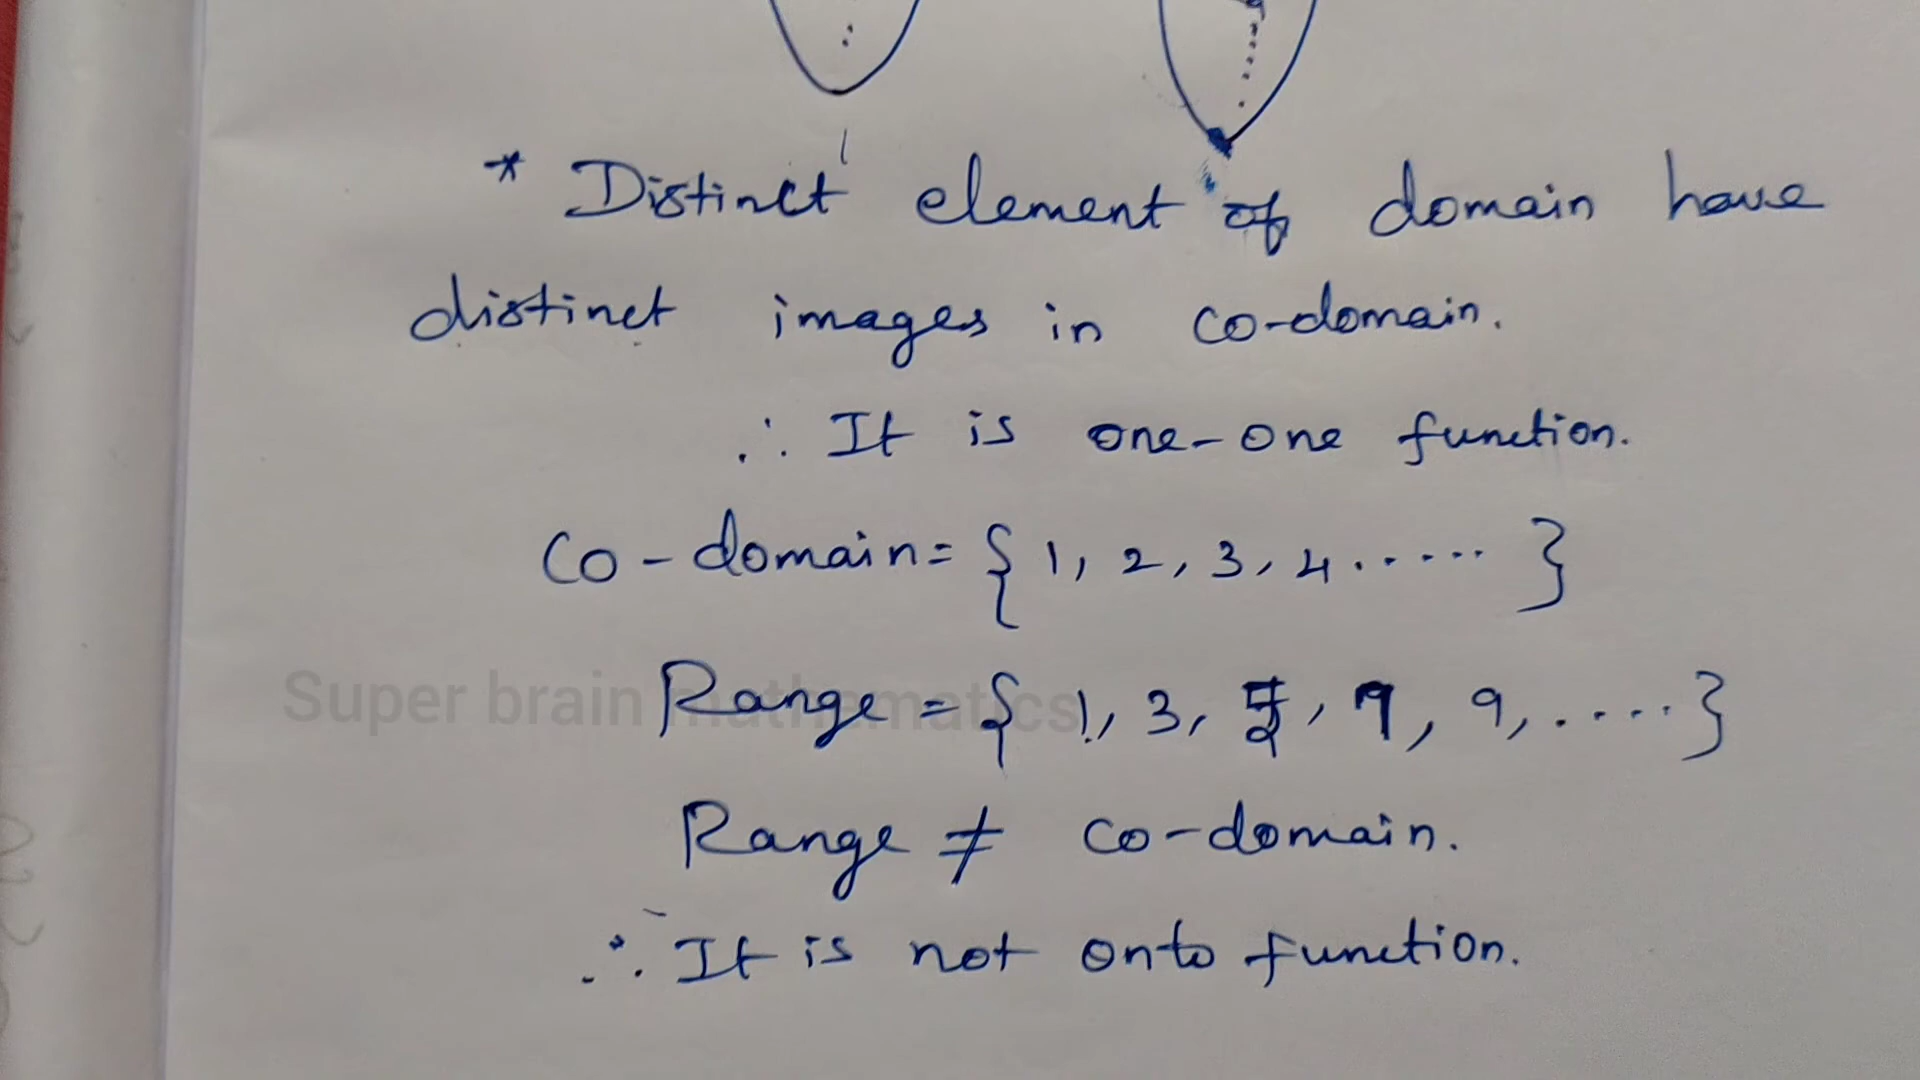 * Distinct element of domain have
distinct images in co-domain.
∴ It is one-one function.
Co-domain = { 1, 2, 3, 4 ...... }
Super brain mathematics
Range = { 1, 3, 5, 7, 9, ..... }
Range ≠ co-domain.
∴ It is not onto function.